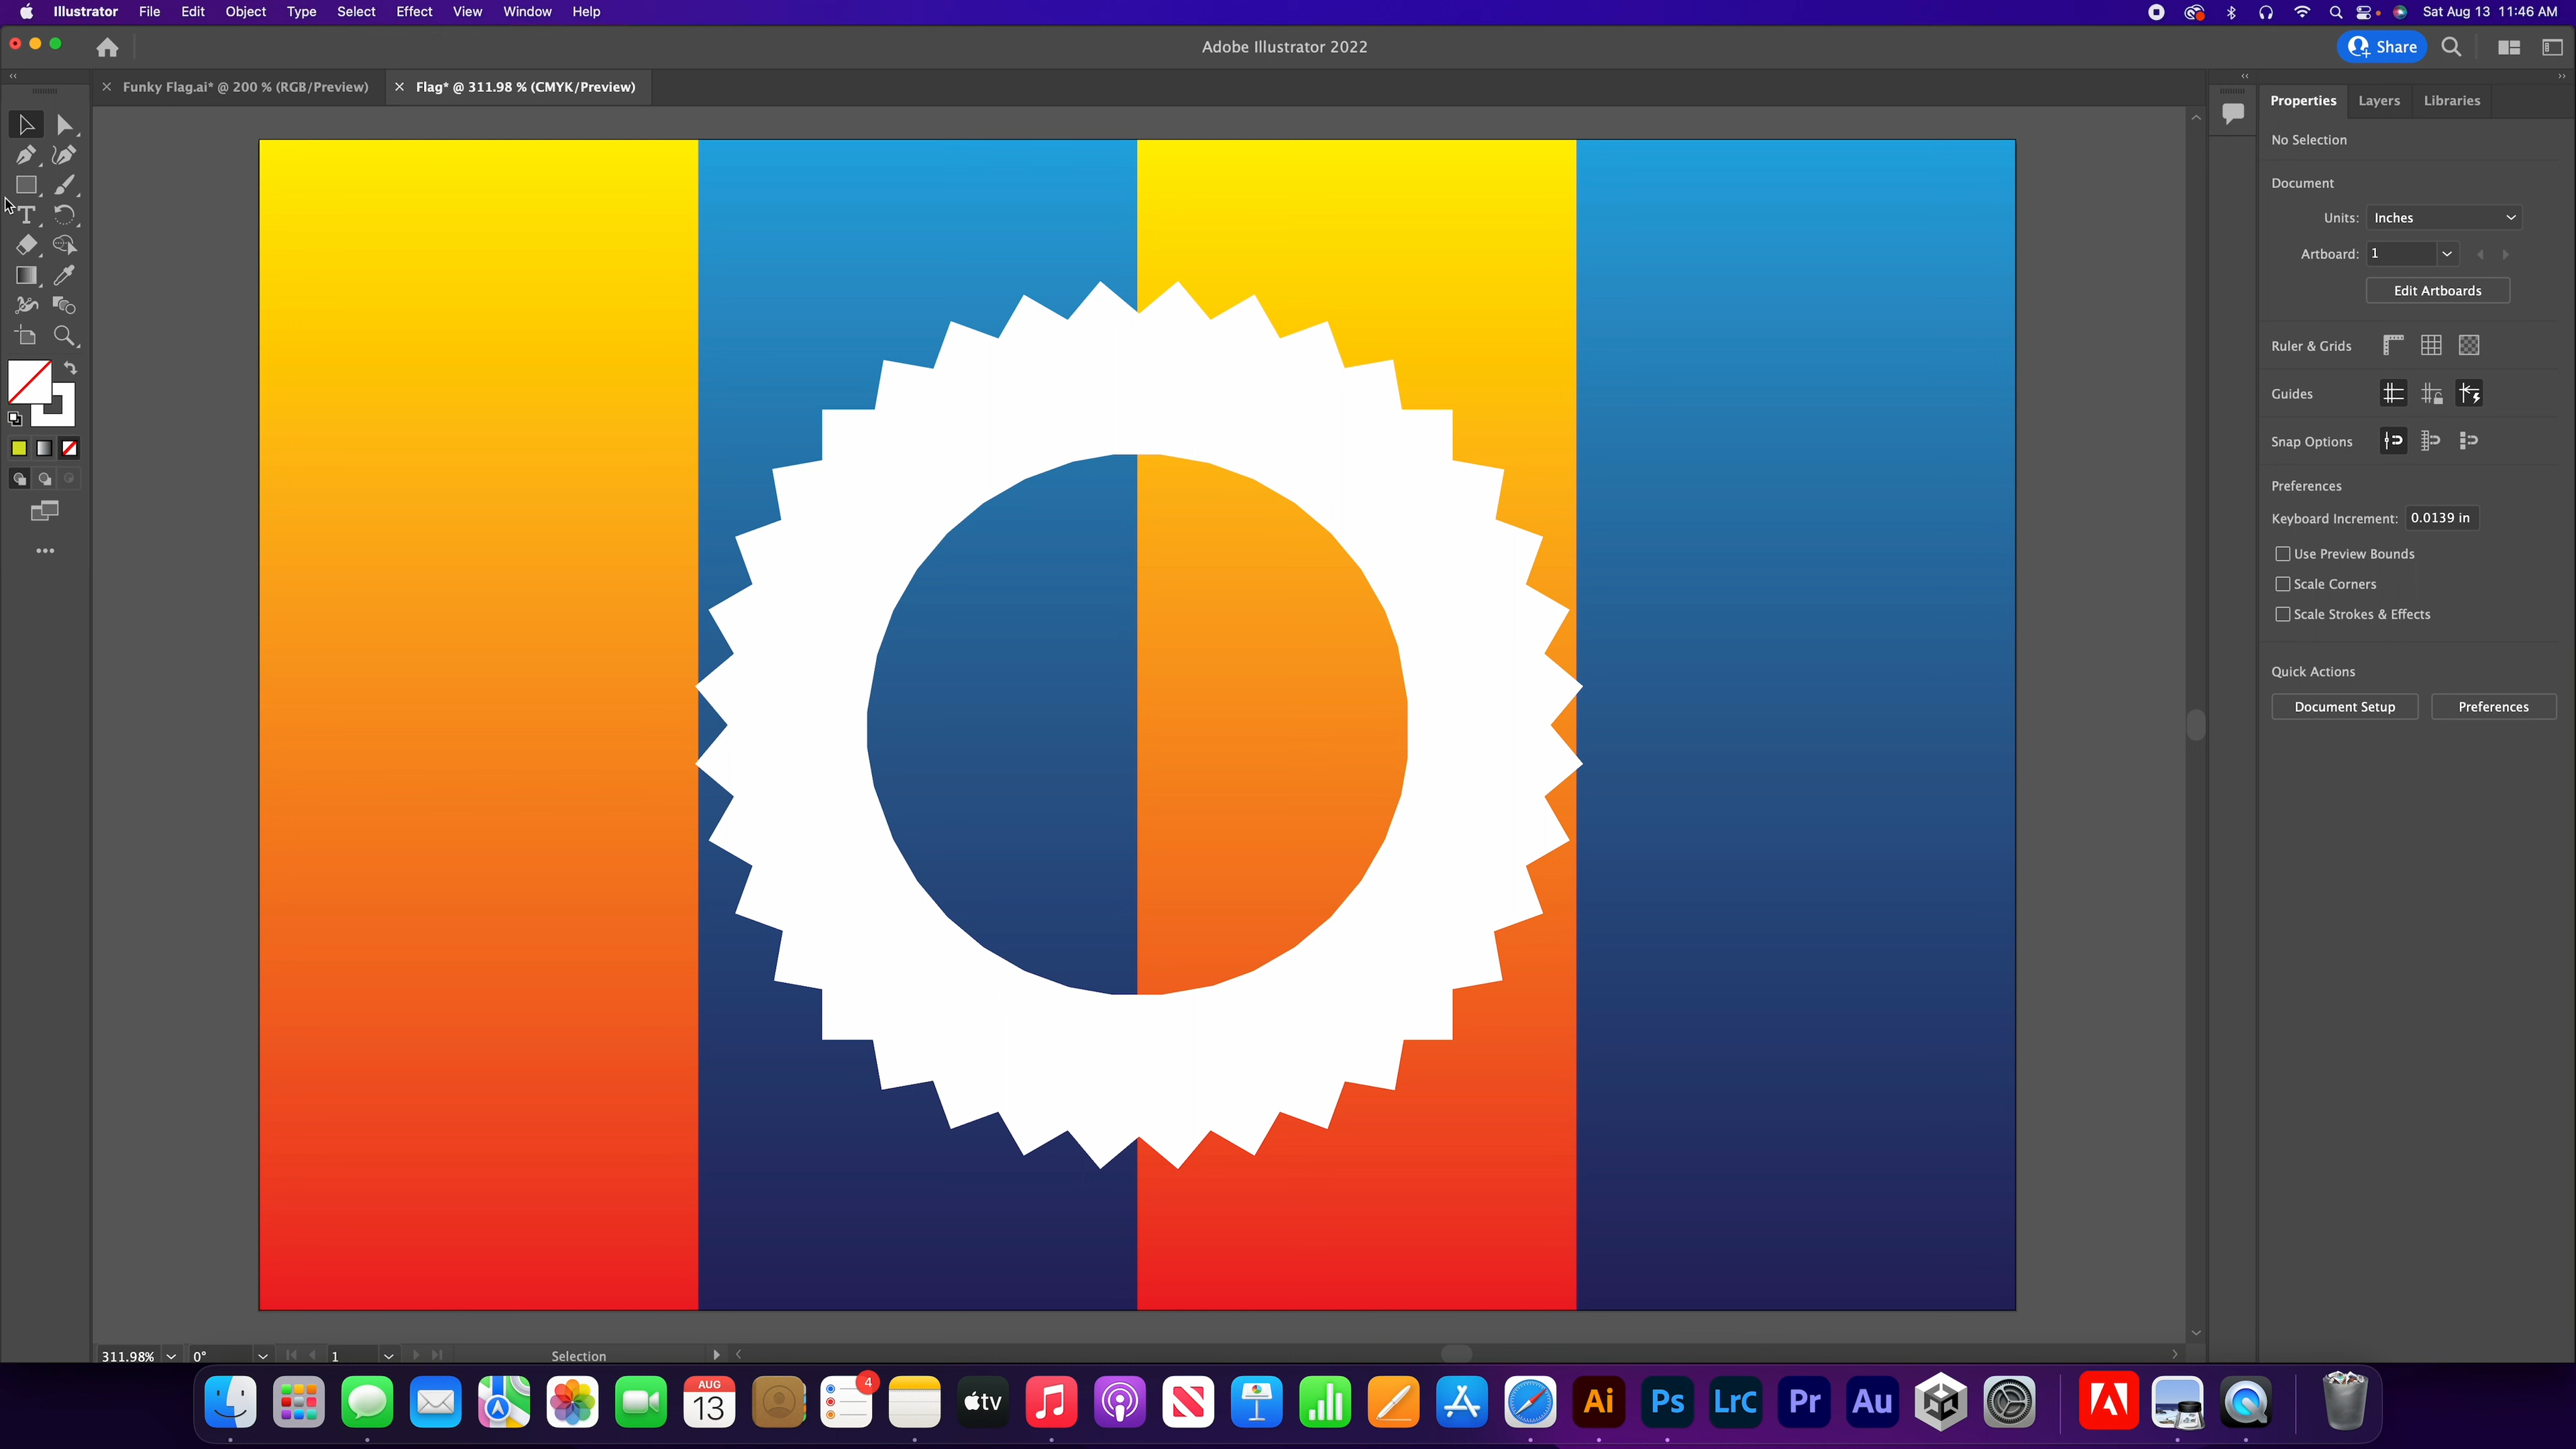 Illustrator File Edit Object Type Select Effect View Window Help Sat Aug 13 11:46 AM
Adobe Illustrator 2022 Share
Funky Flag.ai* @ 200 % (RGB/Preview) Flag* @ 311.98 % (CMYK/Preview)
Properties Layers Libraries
No Selection
Document
Units: Inches
Artboard: 1
Edit Artboards
Ruler & Grids
Guides
Snap Options
Preferences
Keyboard Increment: 0.0139 in
Use Preview Bounds
Scale Corners
Scale Strokes & Effects
Quick Actions
Document Setup Preferences
311.98% 0° 1 Selection
4
AUG
13 tv Ai Ps LrC Pr Au